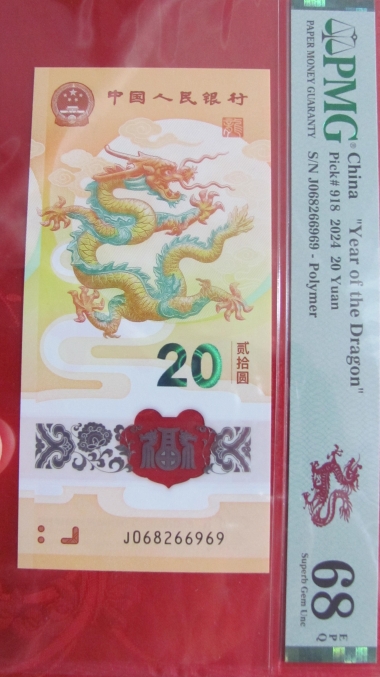 中国人民银行
20
贰拾圆
福
J068266969
PMG
PAPER MONEY GUARANTY
China "Year of the Dragon"
Pick# 918 2024 20 Yuan
S/N J068266969 - Polymer
68
EPQ
Superb Gem Unc